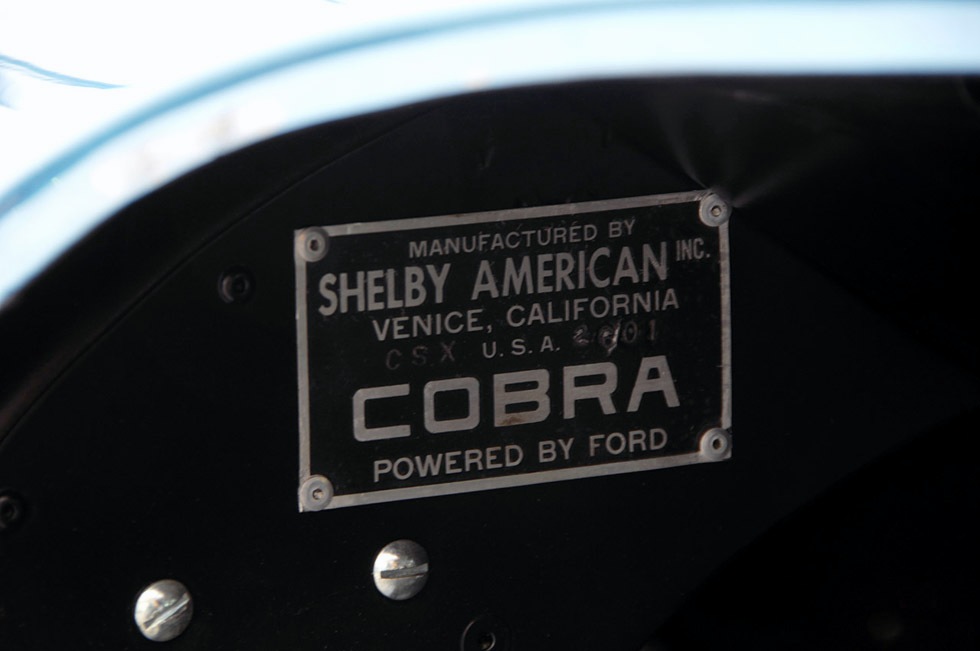 MANUFACTURED BY
SHELBY AMERICAN INC.
VENICE, CALIFORNIA
CSX U.S.A.
COBRA
POWERED BY FORD